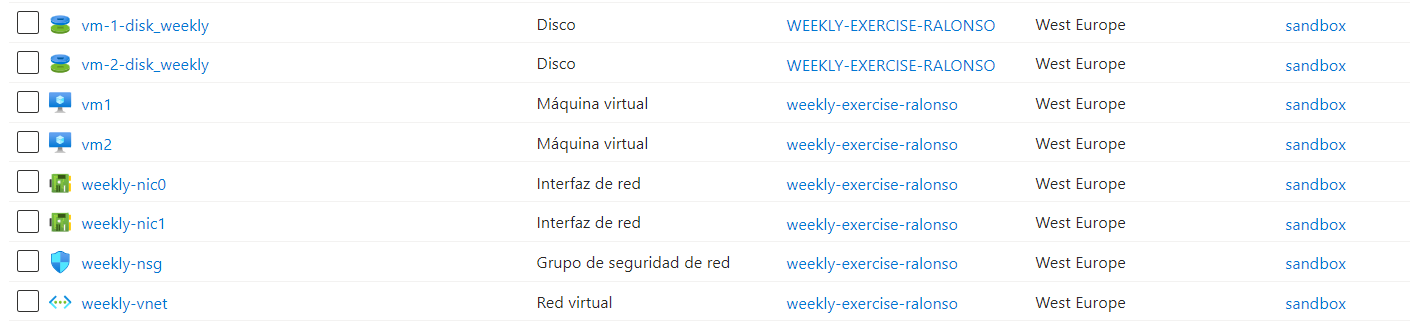 vm-1-disk_weekly Disco WEEKLY-EXERCISE-RALONSO West Europe sandbox
vm-2-disk_weekly Disco WEEKLY-EXERCISE-RALONSO West Europe sandbox
vm1 Máquina virtual weekly-exercise-ralonso West Europe sandbox
vm2 Máquina virtual weekly-exercise-ralonso West Europe sandbox
weekly-nic0 Interfaz de red weekly-exercise-ralonso West Europe sandbox
weekly-nic1 Interfaz de red weekly-exercise-ralonso West Europe sandbox
weekly-nsg Grupo de seguridad de red weekly-exercise-ralonso West Europe sandbox
weekly-vnet Red virtual weekly-exercise-ralonso West Europe sandbox